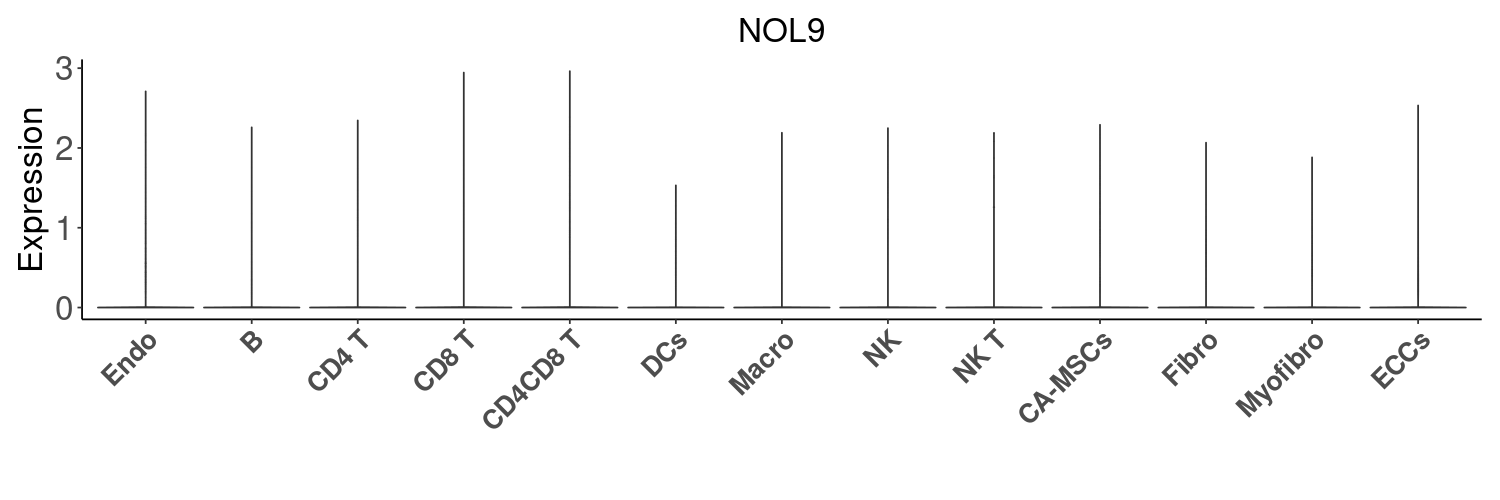 NOL9
Expression
3
2
1
0
Endo
B
CD4 T
CD8 T
CD4CD8 T
DCs
Macro
NK
NK T
CA-MSCs
Fibro
Myofibro
ECCs